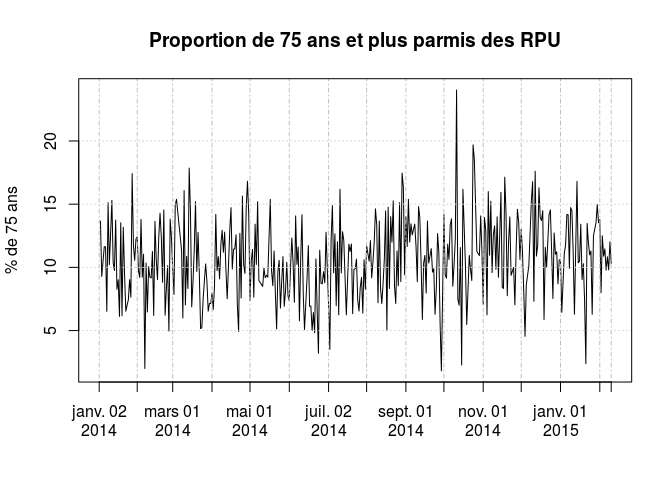 Proportion de 75 ans et plus parmis des RPU
% de 75 ans
20
15
10
5
janv. 02 mars 01 mai 01 juil. 02 sept. 01 nov. 01 janv. 01
2014 2014 2014 2014 2014 2014 2015